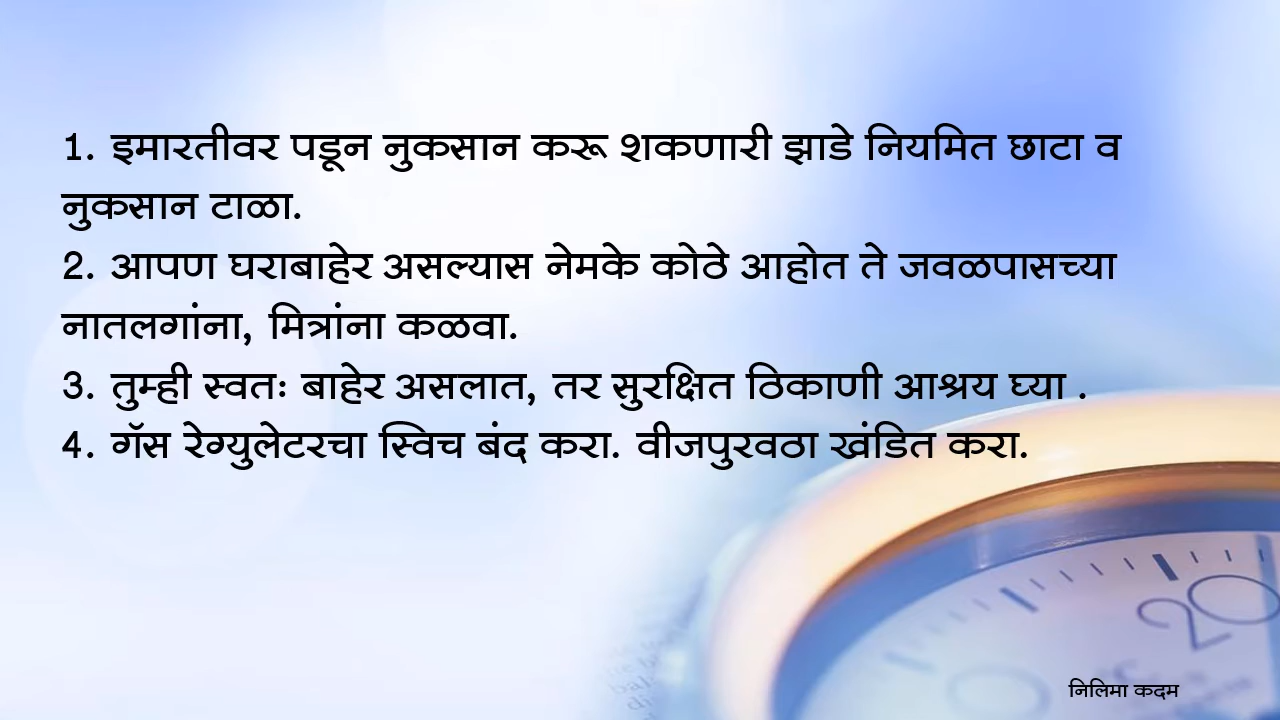 1. इमारतीवर पडून नुकसान करू शकणारी झाडे नियमित छाटा व
नुकसान टाळा.
2. आपण घराबाहेर असल्यास नेमके कोठे आहोत ते जवळपासच्या
नातलगांना, मित्रांना कळवा.
3. तुम्ही स्वतः बाहेर असलात, तर सुरक्षित ठिकाणी आश्रय घ्या .
4. गॅस रेग्युलेटरचा स्विच बंद करा. वीजपुरवठा खंडित करा.
20
निलिमा कदम